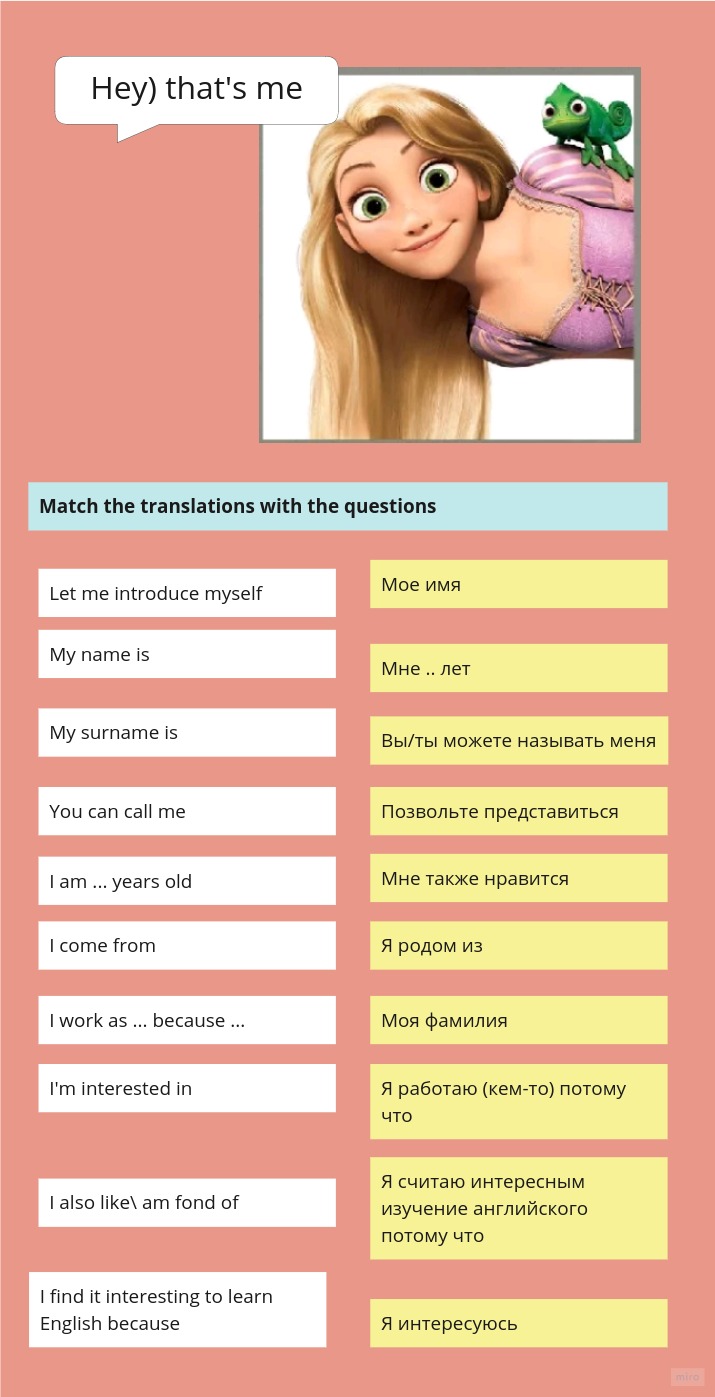 Hey) that's me
Match the translations with the questions
Let me introduce myself
Мое имя
My name is
Мне .. лет
My surname is
Вы/ты можете называть меня
You can call me
Позвольте представиться
I am ... years old
Мне также нравится
I come from
Я родом из
I work as ... because ...
Моя фамилия
I'm interested in
Я работаю (кем-то) потому
что
I also like\ am fond of
Я считаю интересным
изучение английского
потому что
I find it interesting to learn
English because
Я интересуюсь
miro